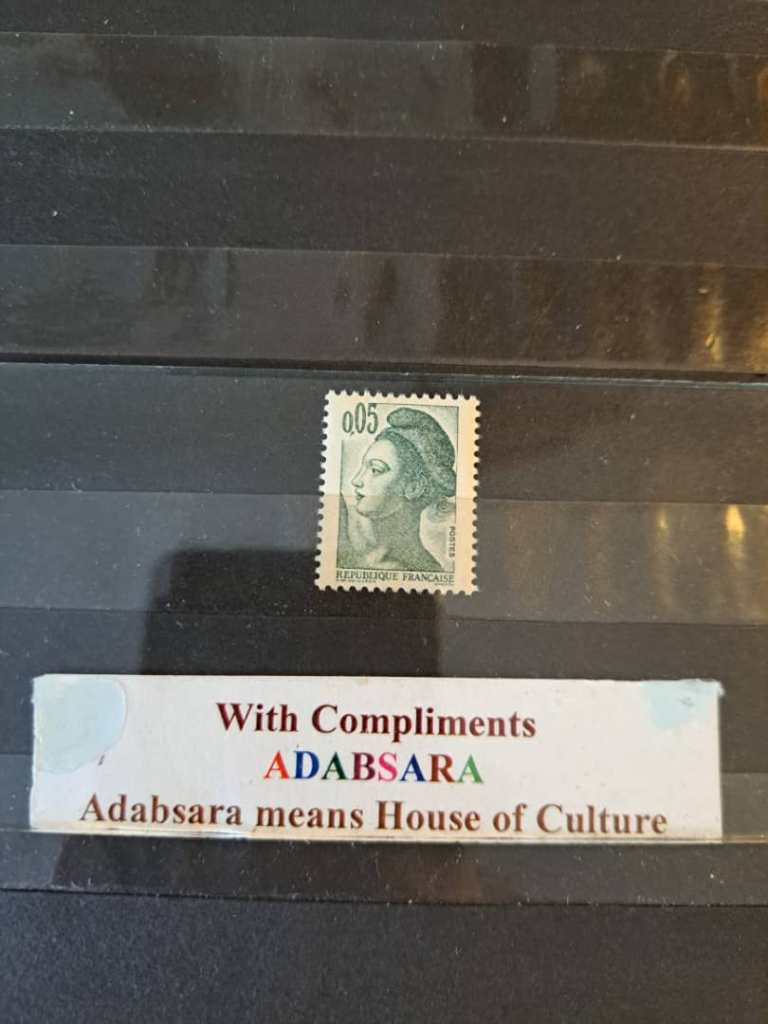 0,05
POSTES
REPUBLIQUE FRANCAISE
With Compliments
ADABSARA
Adabsara means House of Culture